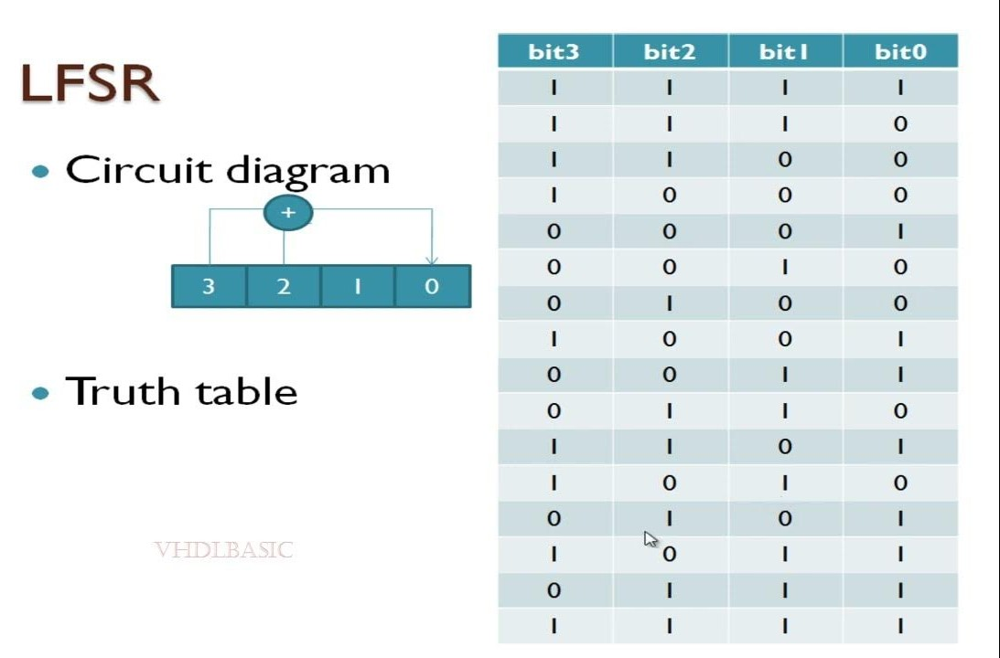 LFSR
• Circuit diagram
+
3 2 1 0
• Truth table
VHDLBASIC
bit3 bit2 bit1 bit0
1 1 1 1
1 1 1 0
1 1 0 0
1 0 0 0
0 0 0 1
0 0 1 0
0 1 0 0
1 0 0 1
0 0 1 1
0 1 1 0
1 1 0 1
1 0 1 0
0 1 0 1
1 0 1 1
0 1 1 1
1 1 1 1